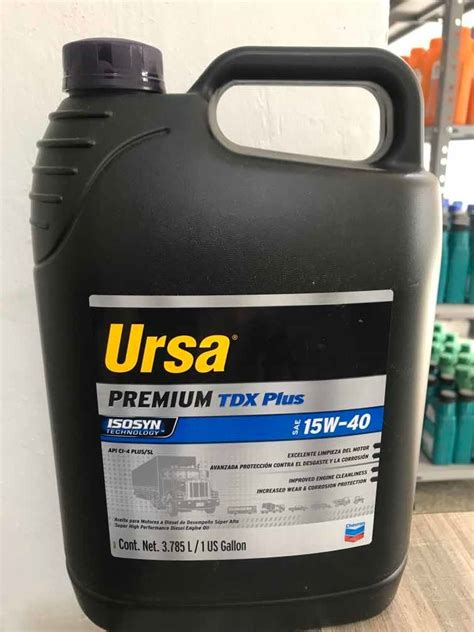 Ursa®
PREMIUM TDX Plus
ISOSYN
TECHNOLOGY™
SAE 15W-40
API CI-4 PLUS/SL
EXCELENTE LIMPIEZA DEL MOTOR
AVANZADA PROTECCIÓN CONTRA EL DESGASTE Y LA CORROSIÓN
IMPROVED ENGINE CLEANLINESS
INCREASED WEAR & CORROSION PROTECTION
Aceite para Motores a Diesel de Desempeño Súper Alto
Super High Performance Diesel Engine Oil
Cont. Net. 3.785 L / 1 US Gallon
Chevron